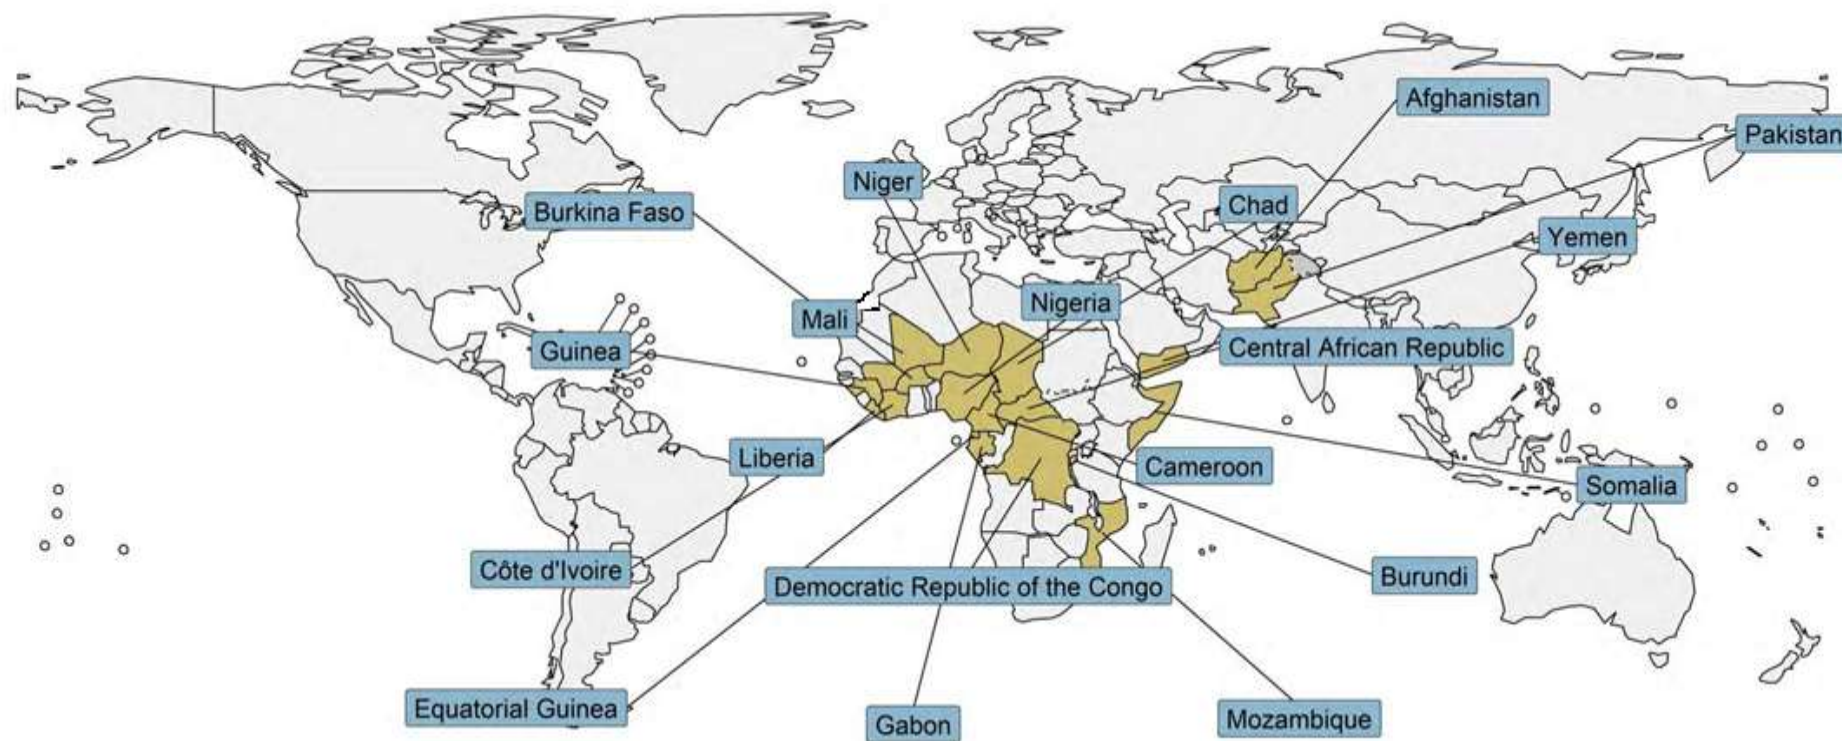 Afghanistan
Pakistan
Niger
Chad
Burkina Faso
Yemen
Nigeria
Mali
Guinea
Central African Republic
Liberia
Cameroon
Somalia
Côte d'Ivoire
Burundi
Democratic Republic of the Congo
Equatorial Guinea
Gabon
Mozambique